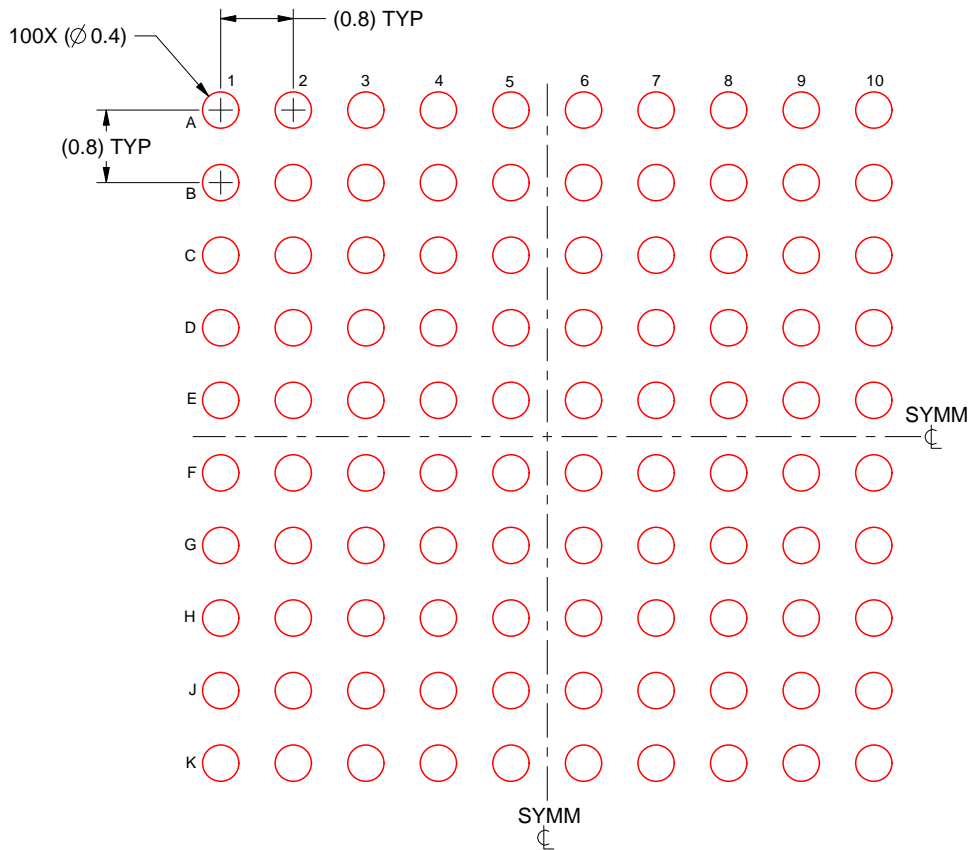 (0.8) TYP
100X (∅ 0.4)
1 2 3 4 5 6 7 8 9 10
A
(0.8) TYP
B
C
D
E
SYMM
℄
F
G
H
J
K
SYMM
℄